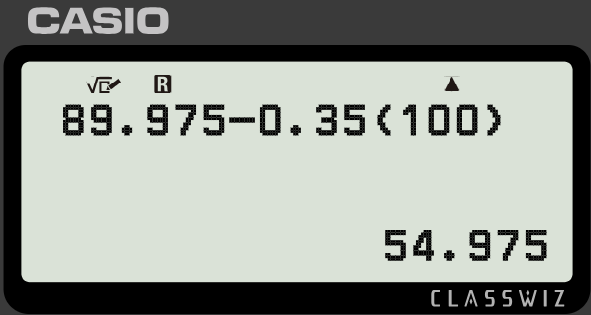 CASIO
√□ R ▲
89.975−0.35(100)
54.975
CLASSWIZ